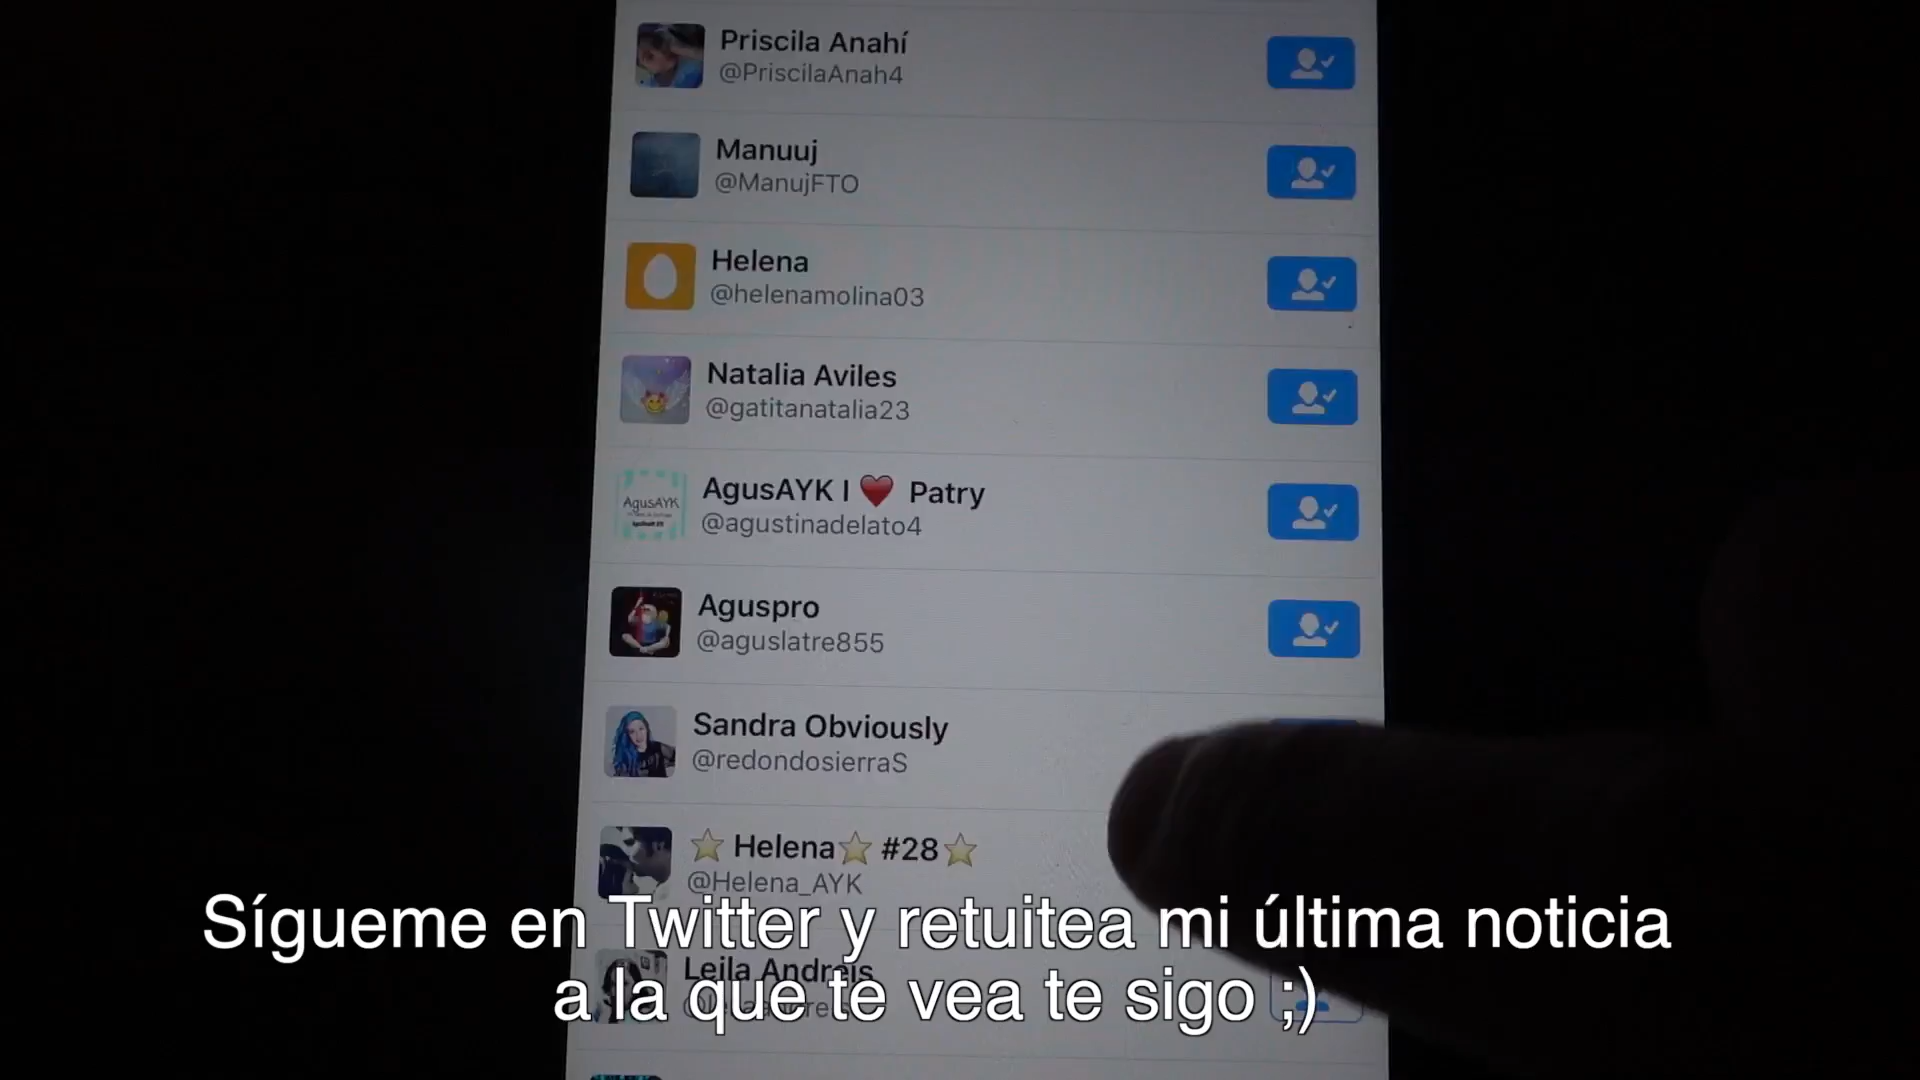 Priscila Anahí
@PriscilaAnah4
Manuuj
@ManujFTO
Helena
@helenamolina03
Natalia Aviles
@gatitanatalia23
AgusAYK I ❤️ Patry
@agustinadelato4
AgusAYK
Aguspro
@aguslatre855
Sandra Obviously
@redondosierraS
⭐ Helena⭐ #28⭐
@Helena_AYK
Leila Andreis
Sígueme en Twitter y retuitea mi última noticia
a la que te vea te sigo ;)